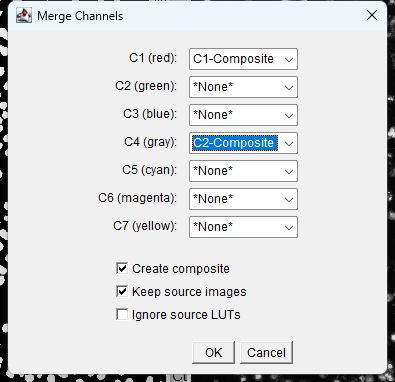 Merge Channels
C1 (red): C1-Composite
C2 (green): *None*
C3 (blue): *None*
C4 (gray): C2-Composite
C5 (cyan): *None*
C6 (magenta): *None*
C7 (yellow): *None*
Create composite
Keep source images
Ignore source LUTs
OK Cancel